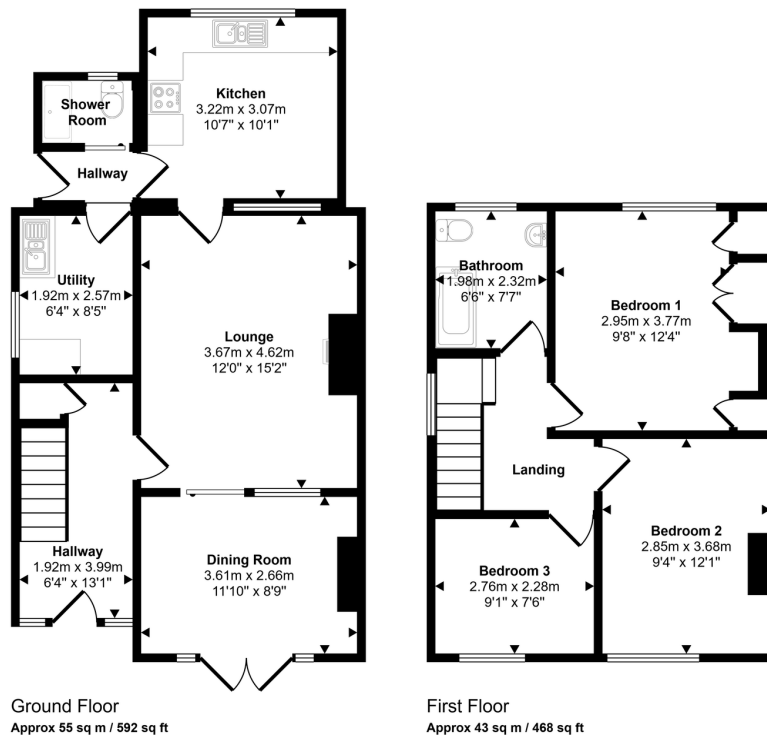 Kitchen
3.22m x 3.07m
10'7" x 10'1"
Shower
Room
Hallway
Utility
1.92m x 2.57m
6'4" x 8'5"
Lounge
3.67m x 4.62m
12'0" x 15'2"
Hallway
1.92m x 3.99m
6'4" x 13'1"
Dining Room
3.61m x 2.66m
11'10" x 8'9"
Ground Floor
Approx 55 sq m / 592 sq ft
Bathroom
1.98m x 2.32m
6'6" x 7'7"
Bedroom 1
2.95m x 3.77m
9'8" x 12'4"
Landing
Bedroom 2
2.85m x 3.68m
9'4" x 12'1"
Bedroom 3
2.76m x 2.28m
9'1" x 7'6"
First Floor
Approx 43 sq m / 468 sq ft